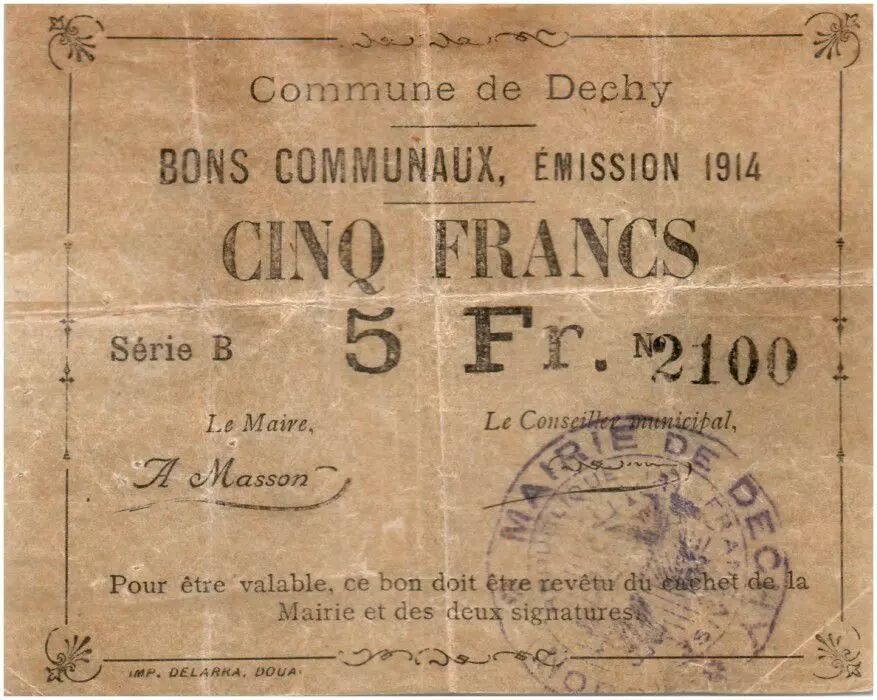 Commune de Dechy
BONS COMMUNAUX, ÉMISSION 1914
CINQ FRANCS
Série B 5 Fr. No 2100
Le Maire, Le Conseiller municipal,
A Masson
MAIRIE DE DECHY
Pour être valable, ce bon doit être revêtu du cachet de la
Mairie et des deux signatures.
IMP. DELARRA, DOUAI